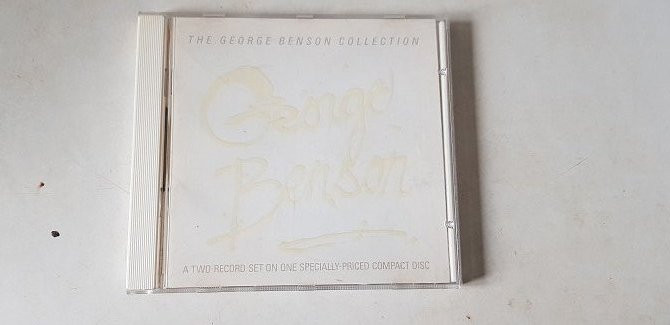 THE GEORGE BENSON COLLECTION
George
Benson
A TWO RECORD SET ON ONE SPECIALLY-PRICED COMPACT DISC